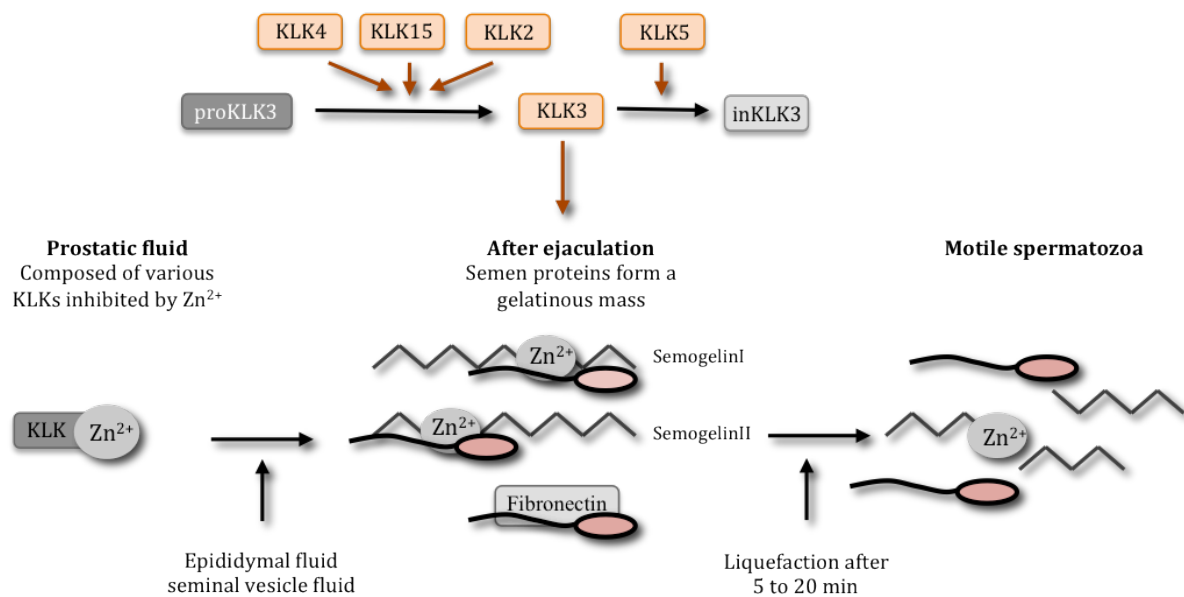 KLK4
KLK15
KLK2
KLK5
proKLK3
KLK3
inKLK3
Prostatic fluid
Composed of various
KLKs inhibited by Zn²⁺
After ejaculation
Semen proteins form a
gelatinous mass
Motile spermatozoa
Zn²⁺
SemogelinI
KLK
Zn²⁺
Zn²⁺
SemogelinII
Zn²⁺
Fibronectin
Epididymal fluid
seminal vesicle fluid
Liquefaction after
5 to 20 min